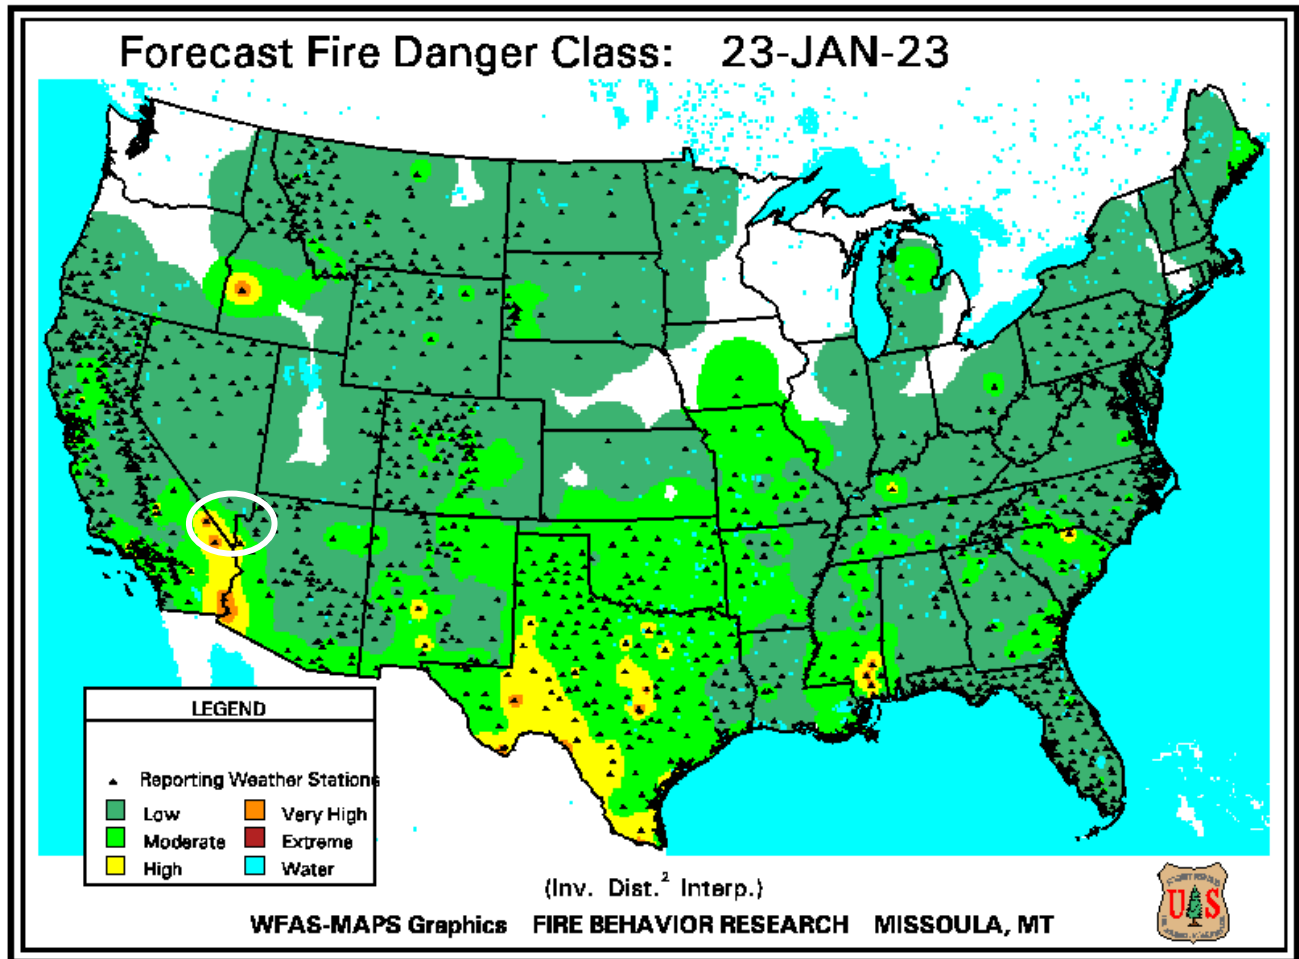 Forecast Fire Danger Class: 23-JAN-23
LEGEND
Reporting Weather Stations
Low
Very High
Moderate
Extreme
High
Water
(Inv. Dist.² Interp.)
WFAS-MAPS Graphics FIRE BEHAVIOR RESEARCH MISSOULA, MT
US